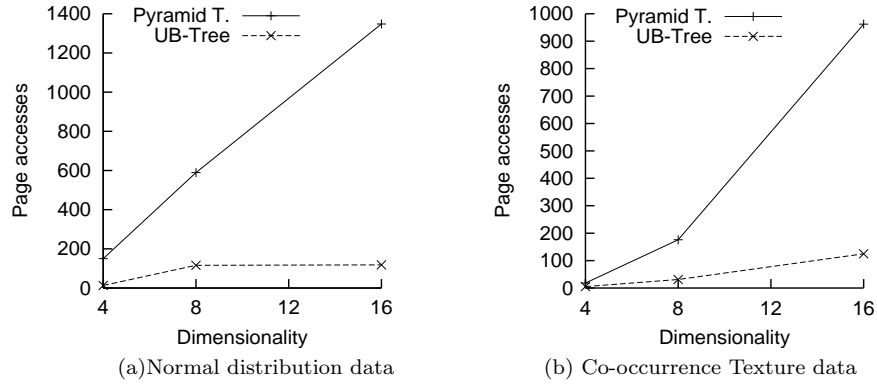 1400
1200
1000
800
600
400
200
0
Page accesses
Pyramid T.
UB-Tree
4
8
12
16
Dimensionality
(a)Normal distribution data
1000
900
800
700
600
500
400
300
200
100
0
Page accesses
Pyramid T.
UB-Tree
4
8
12
16
Dimensionality
(b) Co-occurrence Texture data